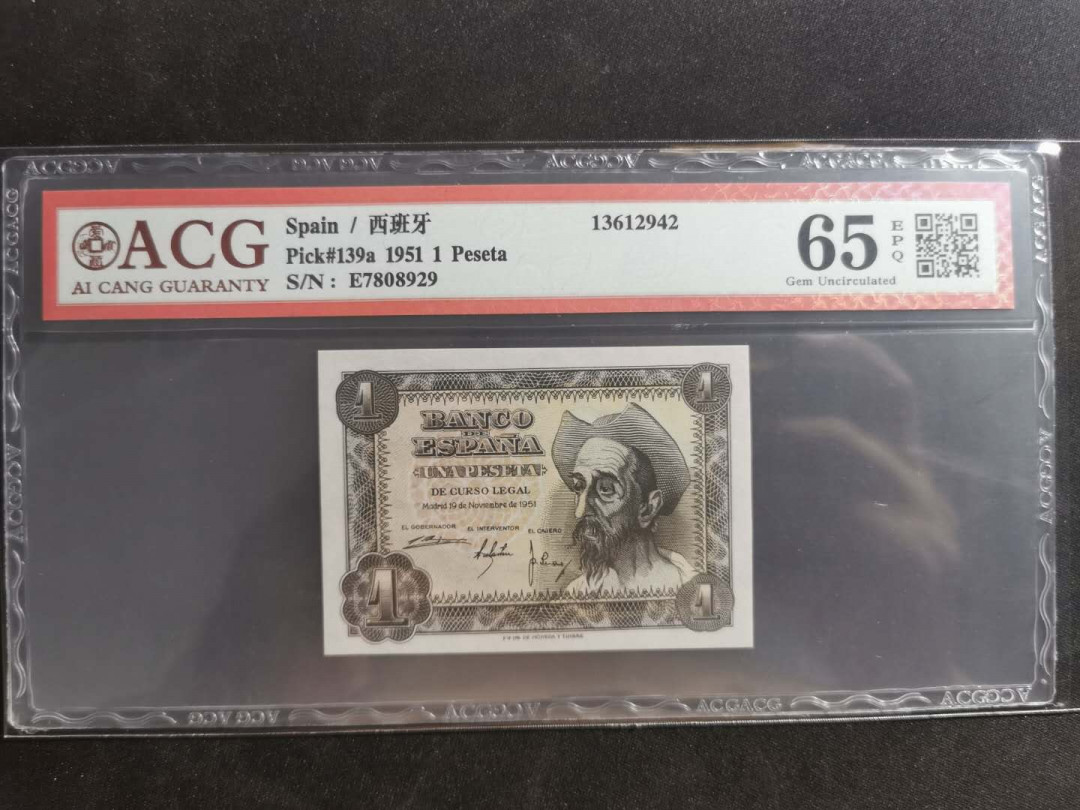 ACG
AI CANG GUARANTY
Spain / 西班牙
Pick#139a 1951 1 Peseta
S/N : E7808929
13612942
65
EPQ
Gem Uncirculated
1
1
BANCO
DE
ESPAÑA
UNA PESETA
DE CURSO LEGAL
Madrid 19 de Noviembre de 1951
EL GOBERNADOR EL INTERVENTOR EL CAJERO
1
1